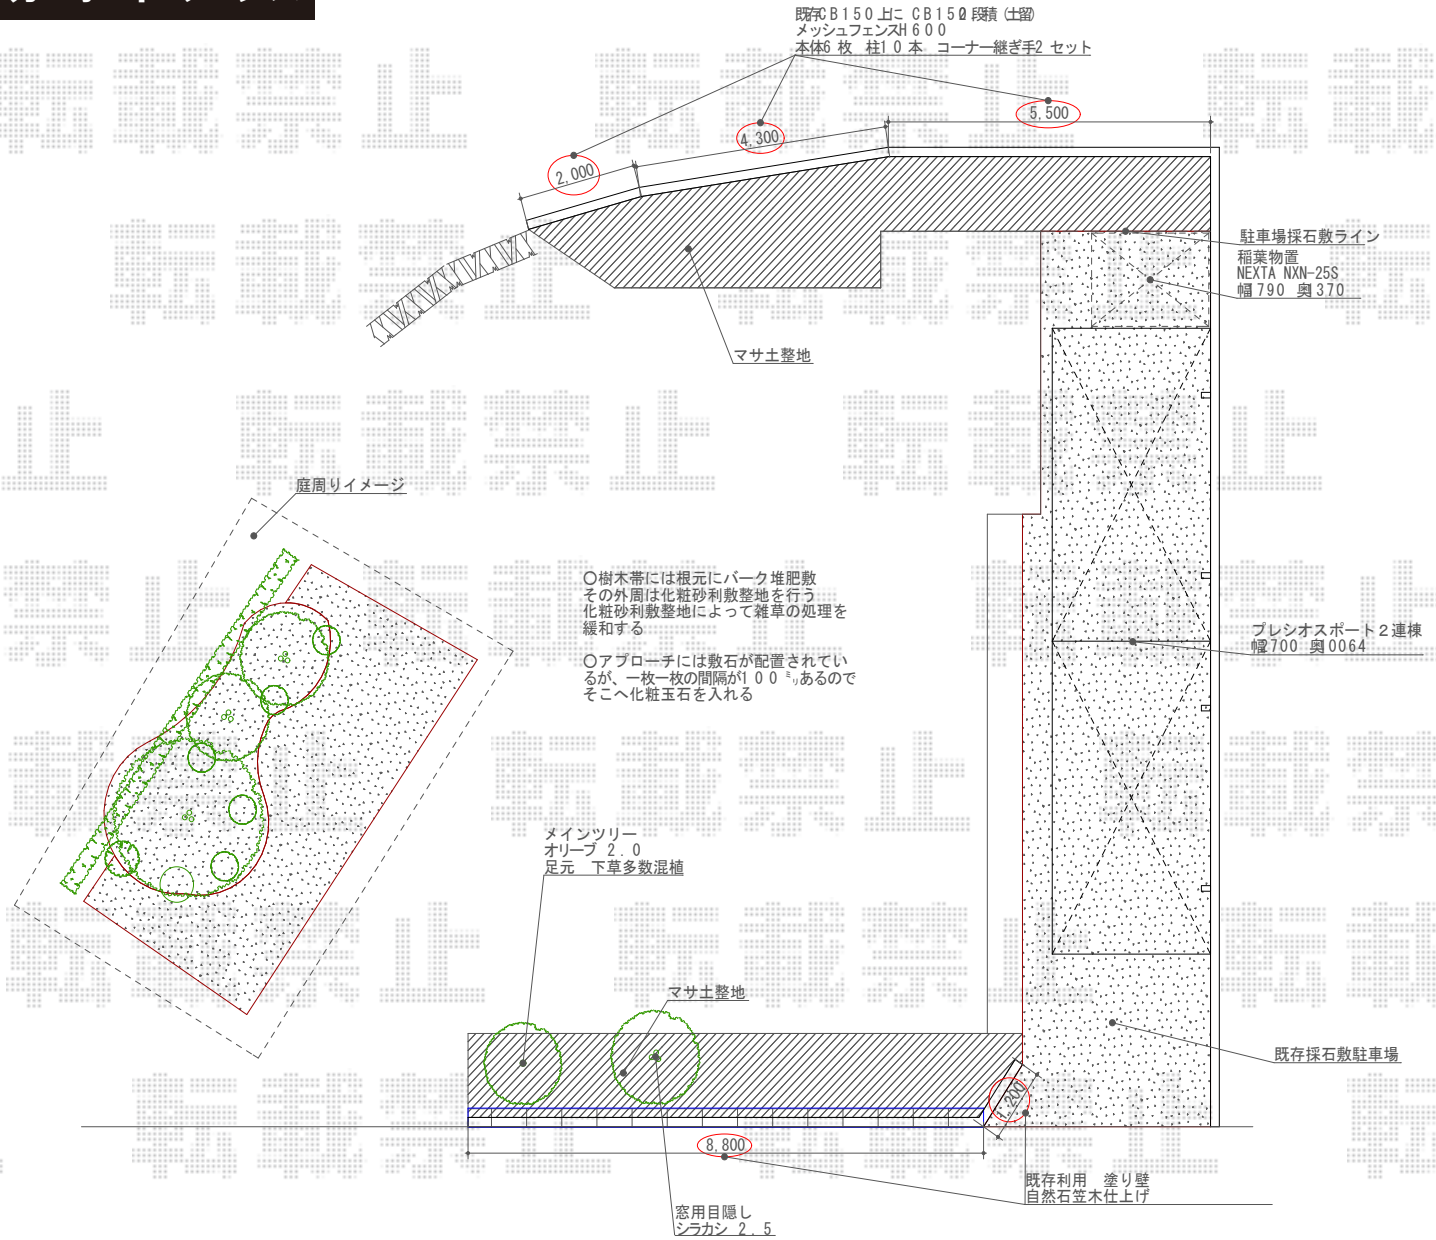 既存CB150上に CB150 2段積(土留)
メッシュフェンスH600
本体6枚 柱10本 コーナー継ぎ手2セット
5,500
4,300
2,000
駐車場採石敷ライン
稲葉物置
NEXTA NXN-25S
幅1790 奥1370
マサ土整地
庭周りイメージ
〇樹木帯には根元にバーク堆肥敷
その外周は化粧砂利敷整地を行う
化粧砂利敷整地によって雑草の処理を
緩和する
〇アプローチには敷石が配置されてい
るが、一枚一枚の間隔が100㍉あるので
そこへ化粧玉石を入れる
プレシオスポート2連棟
メインツリー
オリーブ 2.0
足元 下草多数混植
マサ土整地
既存採石敷駐車場
1,200
8,800
既存利用 塗り壁
自然石笠木仕上げ
窓用目隠し
シラカシ 2.5
転載禁止